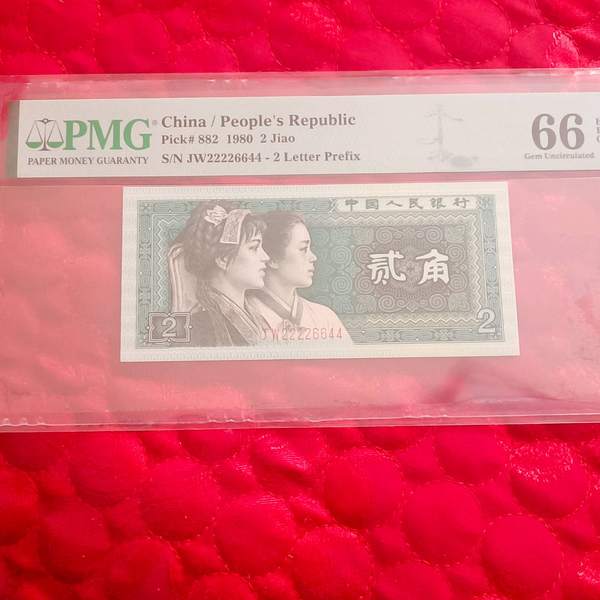 PMG®
PAPER MONEY GUARANTY
China / People's Republic
Pick# 882 1980 2 Jiao
S/N JW22226644 - 2 Letter Prefix
66
Gem Uncirculated
中国人民银行
贰角
2
JW22226644
2